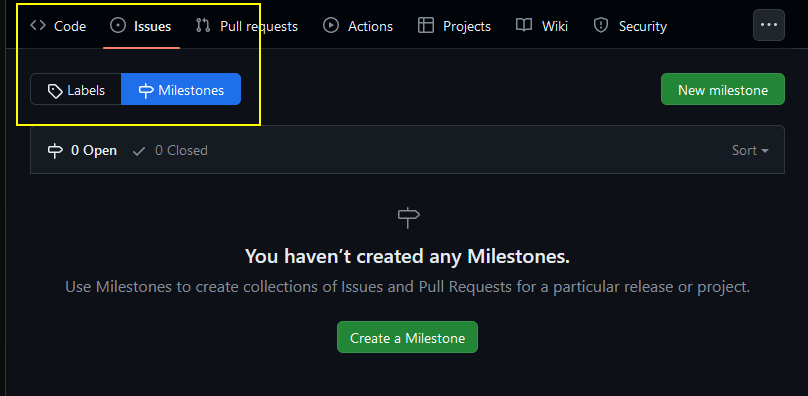 Code Issues Pull requests Actions Projects Wiki Security ...
Labels Milestones New milestone
0 Open 0 Closed Sort
You haven’t created any Milestones.
Use Milestones to create collections of Issues and Pull Requests for a particular release or project.
Create a Milestone